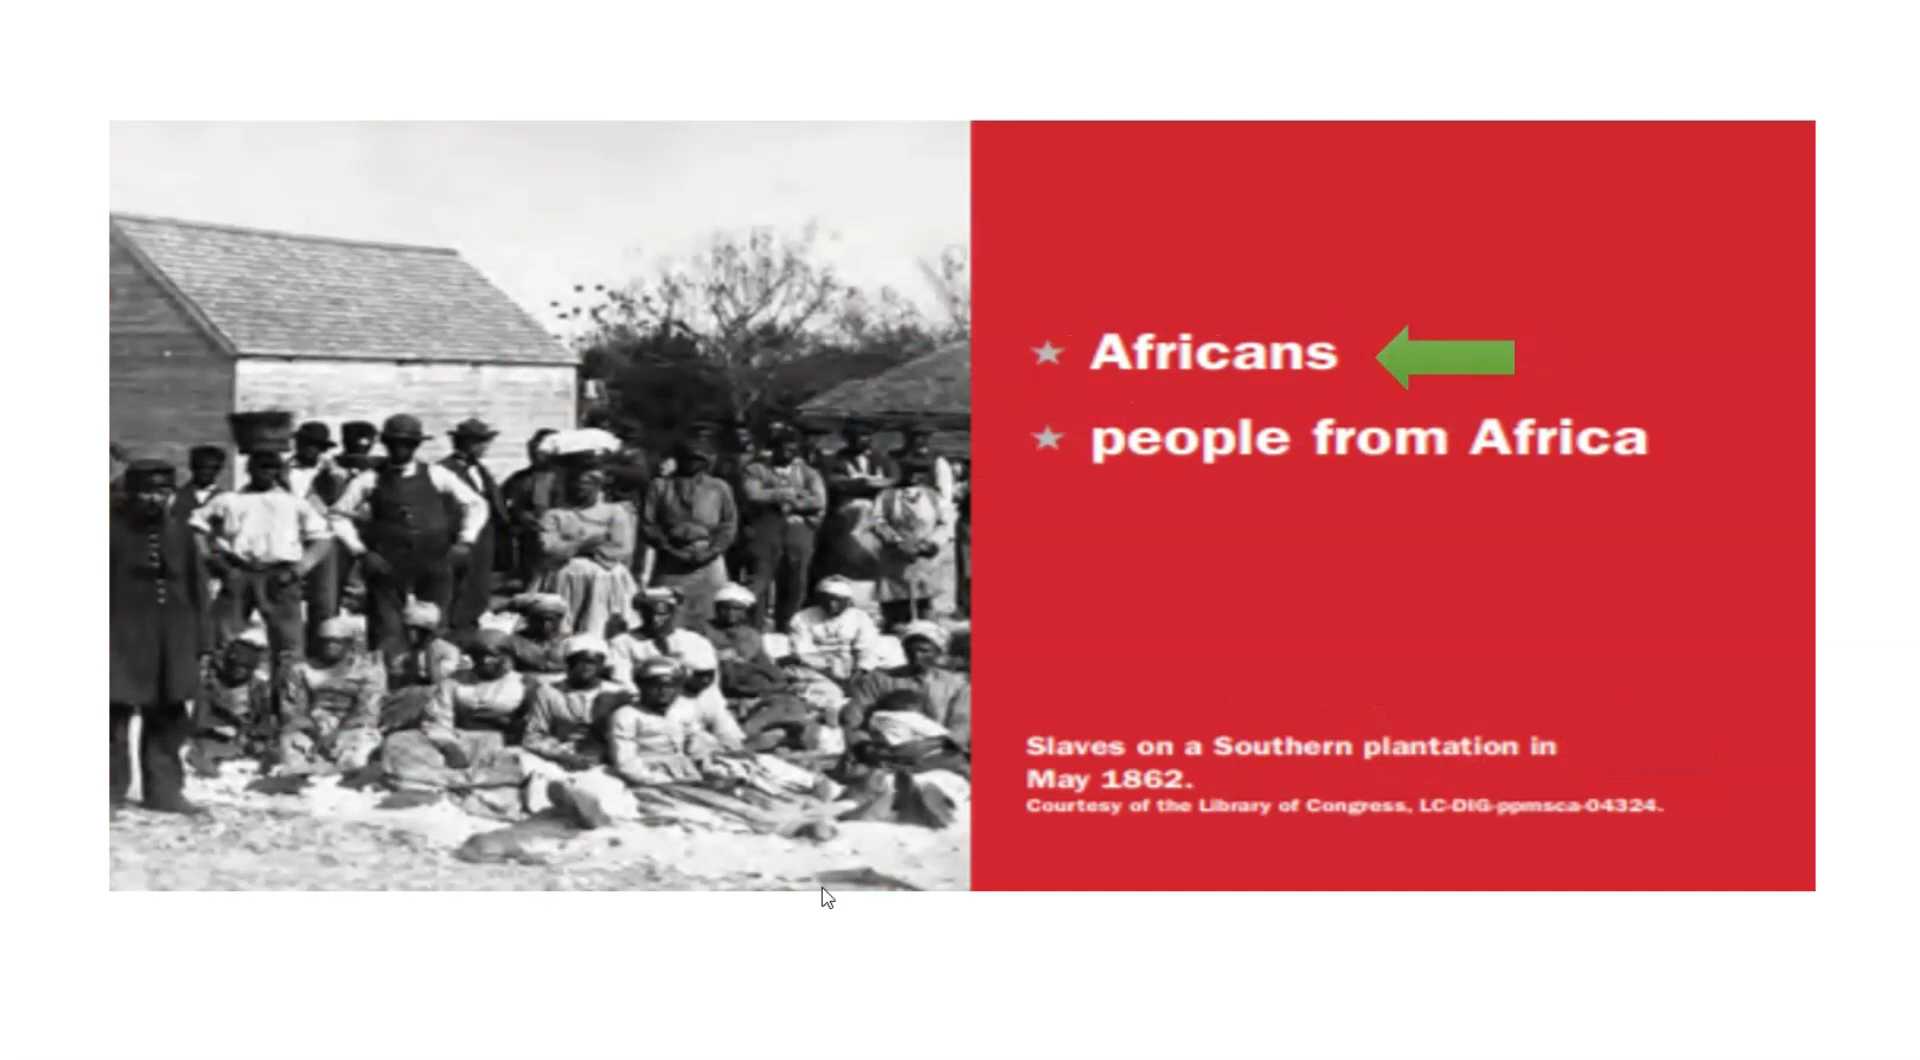 Africans
people from Africa
Slaves on a Southern plantation in
May 1862.
Courtesy of the Library of Congress, LC-DIG-ppmsca-04324.